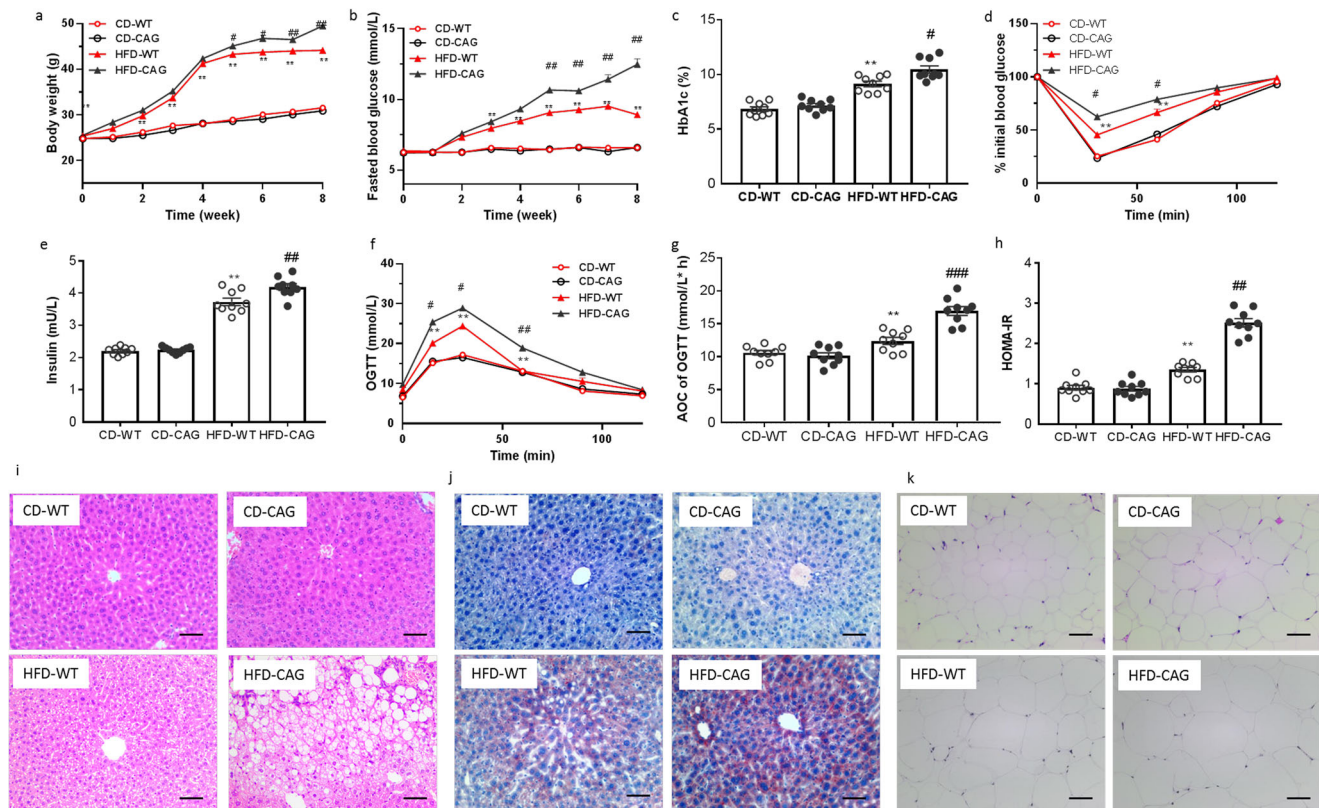 a
Body weight (g)
50
40
30
20
10
0 2 4 6 8
Time (week)
CD-WT
CD-CAG
HFD-WT
HFD-CAG
**
**
**
**
**
**
**
**
#
#
##
##
b
Fasted blood glucose (mmol/L)
12.5
10.0
7.5
5.0
0 2 4 6 8
Time (week)
CD-WT
CD-CAG
HFD-WT
HFD-CAG
**
**
**
**
**
**
##
##
##
##
c
HbA1c (%)
15
10
5
0
**
#
CD-WT CD-CAG HFD-WT HFD-CAG
d
% initial blood glucose
150
100
50
0
0 50 100
Time (min)
CD-WT
CD-CAG
HFD-WT
HFD-CAG
#
#
**
**
e
Insulin (mU/L)
6
5
4
3
2
1
0
**
##
CD-WT CD-CAG HFD-WT HFD-CAG
f
OGTT (mmol/L)
40
30
20
10
0
0 50 100
Time (min)
CD-WT
CD-CAG
HFD-WT
HFD-CAG
#
#
##
**
**
**
g
AOC of OGTT (mmol/L* h)
25
20
15
10
5
0
**
###
CD-WT CD-CAG HFD-WT HFD-CAG
h
HOMA-IR
4
3
2
1
0
**
##
CD-WT CD-CAG HFD-WT HFD-CAG
i
CD-WT CD-CAG
HFD-WT HFD-CAG
j
CD-WT CD-CAG
HFD-WT HFD-CAG
k
CD-WT CD-CAG
HFD-WT HFD-CAG